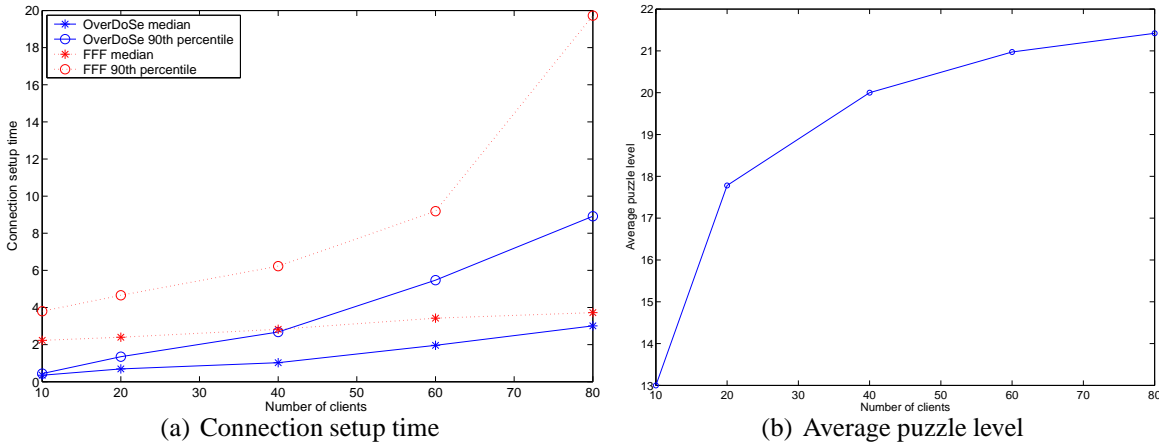 20
18
16
14
12
10
8
6
4
2
0
Connection setup time
OverDoSe median
OverDoSe 90th percentile
FFF median
FFF 90th percentile
10 20 30 40 50 60 70 80
Number of clients
(a) Connection setup time
22
21
20
19
18
17
16
15
14
13
Average puzzle level
10 20 30 40 50 60 70 80
Number of clients
(b) Average puzzle level